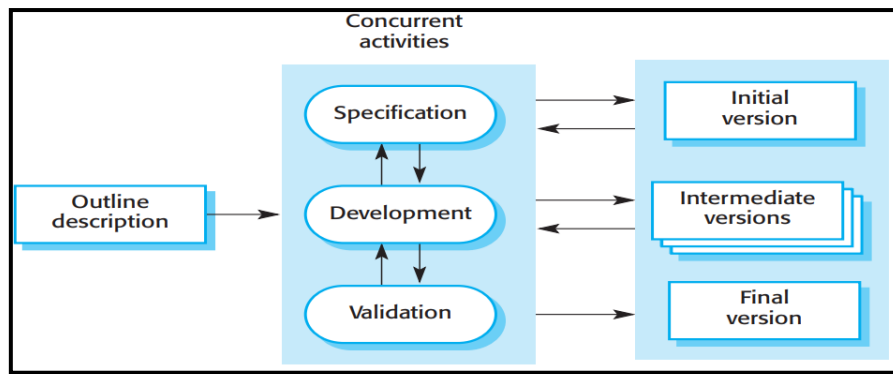 Concurrent
activities
Outline
description
Specification
Development
Validation
Initial
version
Intermediate
versions
Final
version